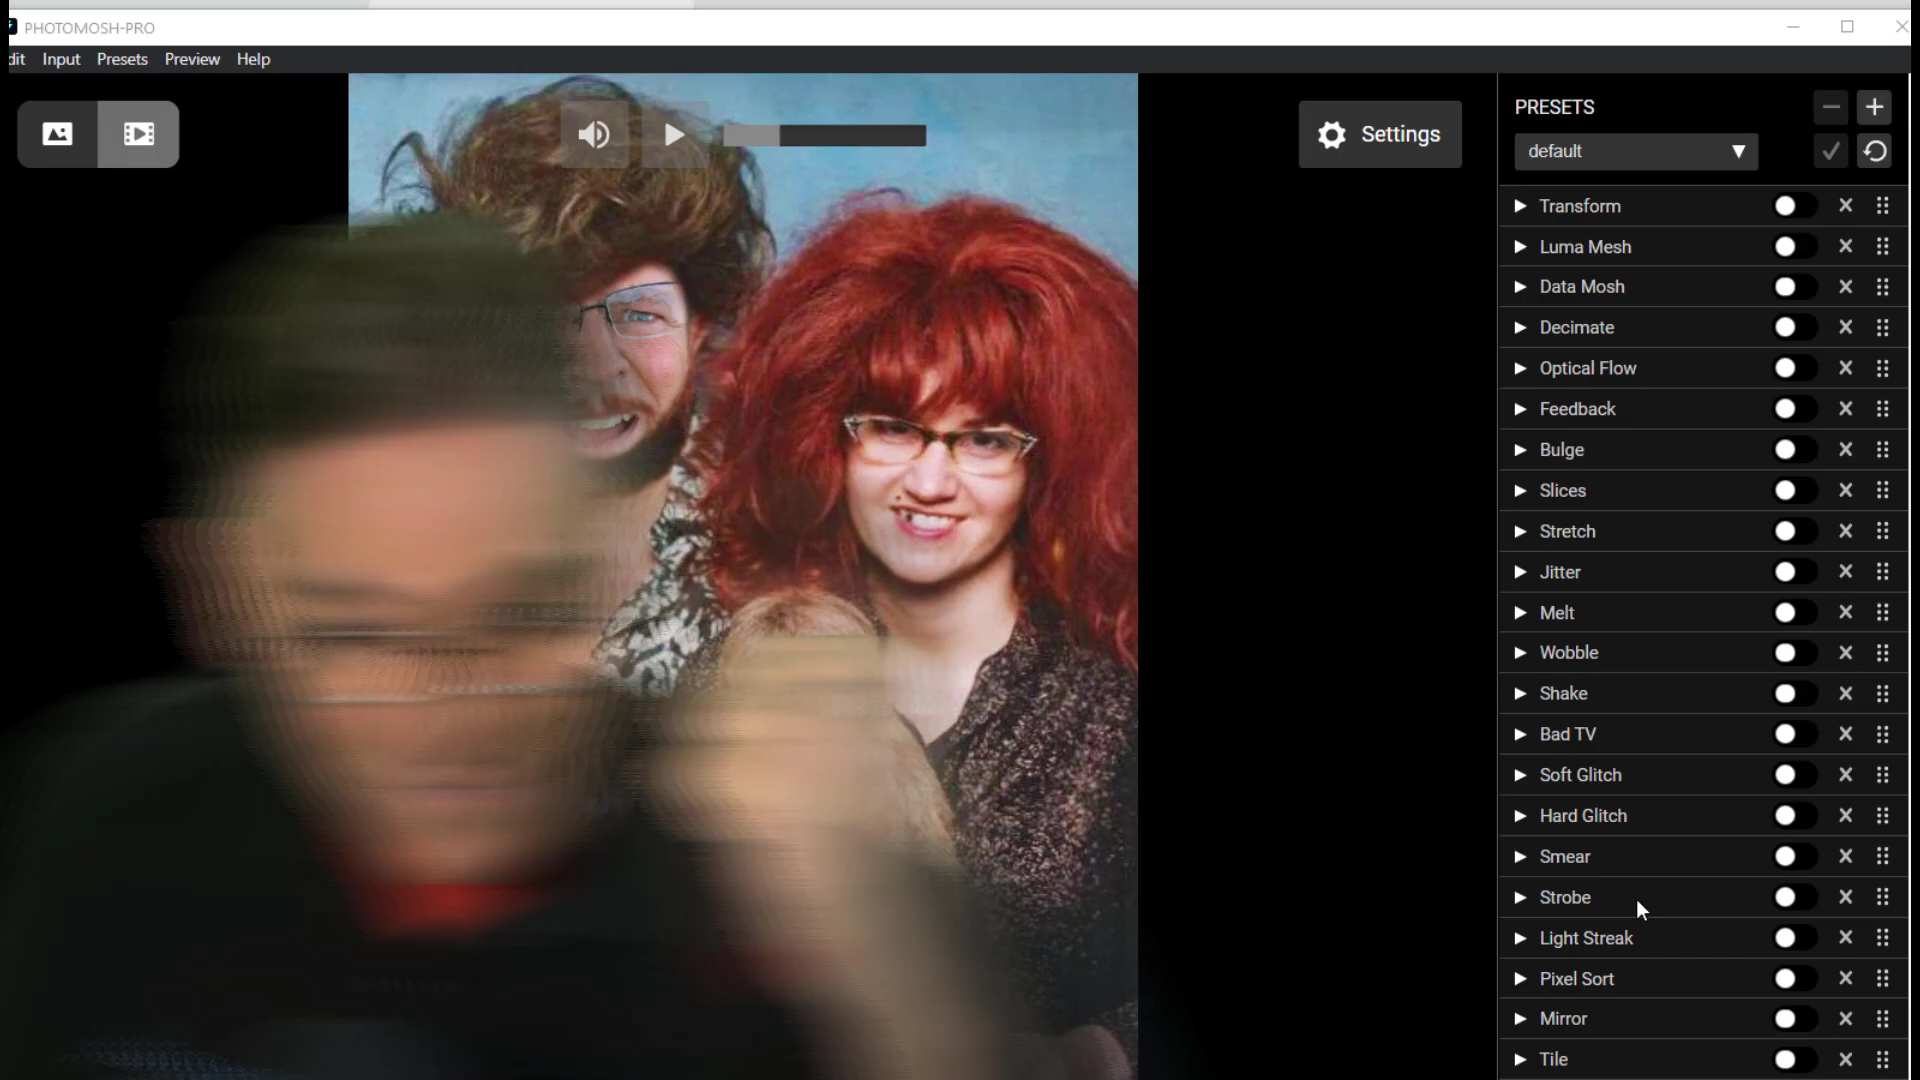 PHOTOMOSH-PRO
dit Input Presets Preview Help
Settings
PRESETS
default
Transform
Luma Mesh
Data Mosh
Decimate
Optical Flow
Feedback
Bulge
Slices
Stretch
Jitter
Melt
Wobble
Shake
Bad TV
Soft Glitch
Hard Glitch
Smear
Strobe
Light Streak
Pixel Sort
Mirror
Tile